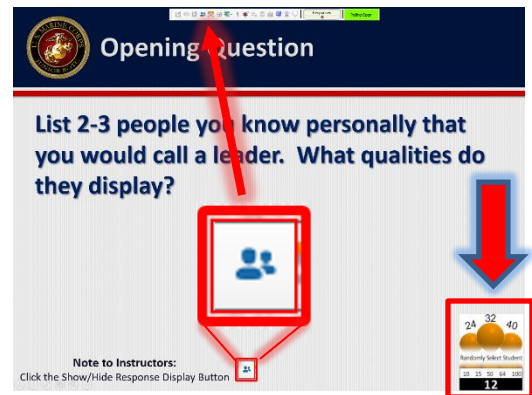 Polling Open
Opening Question
List 2-3 people you know personally that
you would call a leader. What qualities do
they display?
24 32 40
Randomly Select Student
10 15 50 64 100
12
Note to Instructors:
Click the Show/Hide Response Display Button